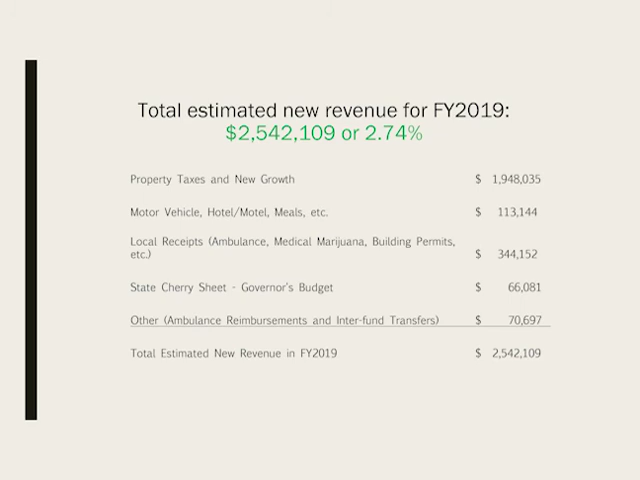 Total estimated new revenue for FY2019:
$2,542,109 or 2.74%
Property Taxes and New Growth $ 1,948,035
Motor Vehicle, Hotel/Motel, Meals, etc. $ 113,144
Local Receipts (Ambulance, Medical Marijuana, Building Permits,
etc.) $ 344,152
State Cherry Sheet - Governor's Budget $ 66,081
Other (Ambulance Reimbursements and Inter-fund Transfers) $ 70,697
Total Estimated New Revenue in FY2019 $ 2,542,109